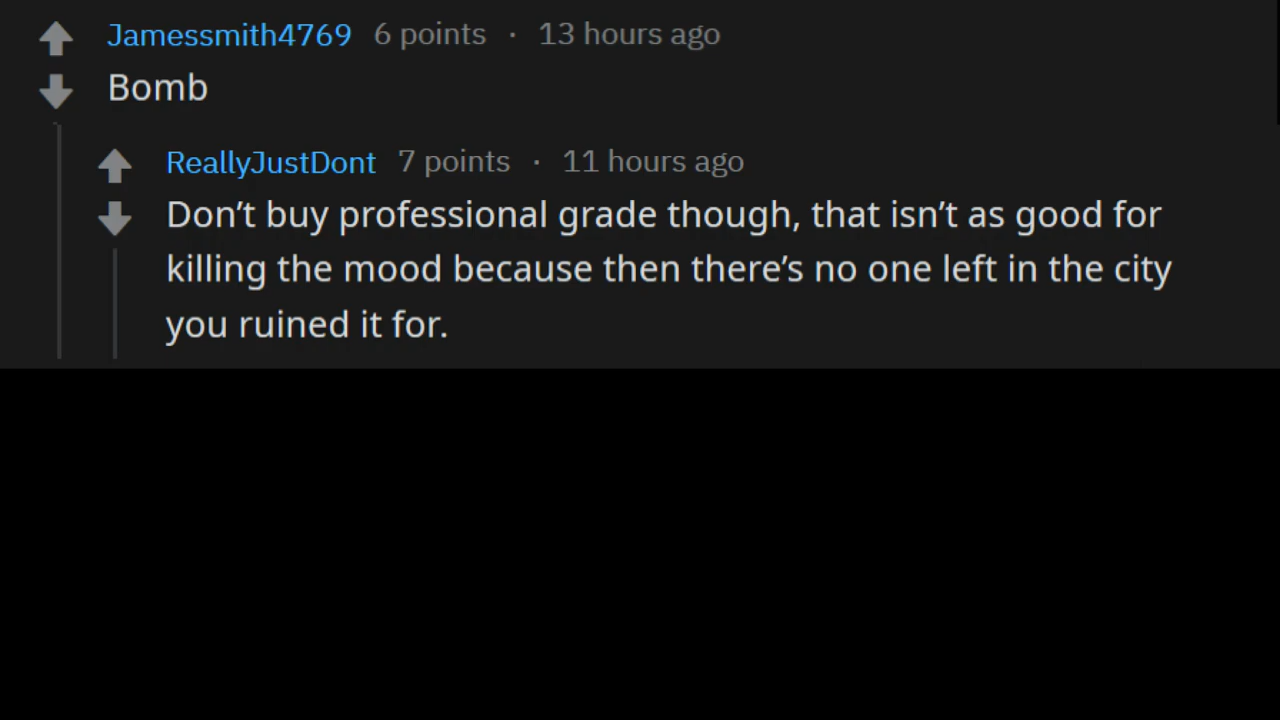 Jamessmith4769 6 points · 13 hours ago
Bomb
ReallyJustDont 7 points · 11 hours ago
Don’t buy professional grade though, that isn’t as good for
killing the mood because then there’s no one left in the city
you ruined it for.